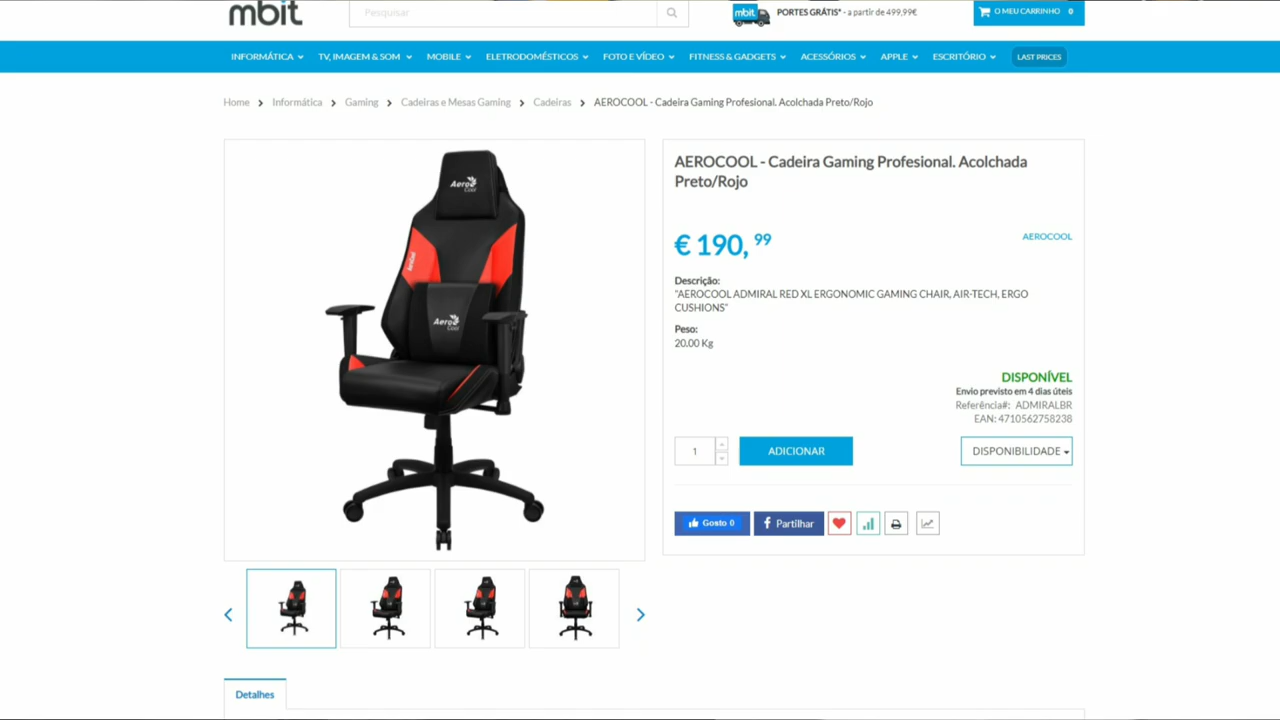 mbit
Pesquisar
mbit
PORTES GRÁTIS* - a partir de 499,99€
O MEU CARRINHO 0
INFORMÁTICA
TV, IMAGEM & SOM
MOBILE
ELETRODOMÉSTICOS
FOTO E VÍDEO
FITNESS & GADGETS
ACESSÓRIOS
APPLE
ESCRITÓRIO
LAST PRICES
Home > Informática > Gaming > Cadeiras e Mesas Gaming > Cadeiras > AEROCOOL - Cadeira Gaming Profesional. Acolchada Preto/Rojo
Aero
Cool
Aero
Cool
AEROCOOL - Cadeira Gaming Profesional. Acolchada
Preto/Rojo
€ 190, 99
AEROCOOL
Descrição:
"AEROCOOL ADMIRAL RED XL ERGONOMIC GAMING CHAIR, AIR-TECH, ERGO
CUSHIONS"
Peso:
20.00 Kg
DISPONÍVEL
Envio previsto em 4 dias úteis
Referência#: ADMIRALBR
EAN: 4710562758238
1
ADICIONAR
DISPONIBILIDADE
Gosto 0
Partilhar
Detalhes